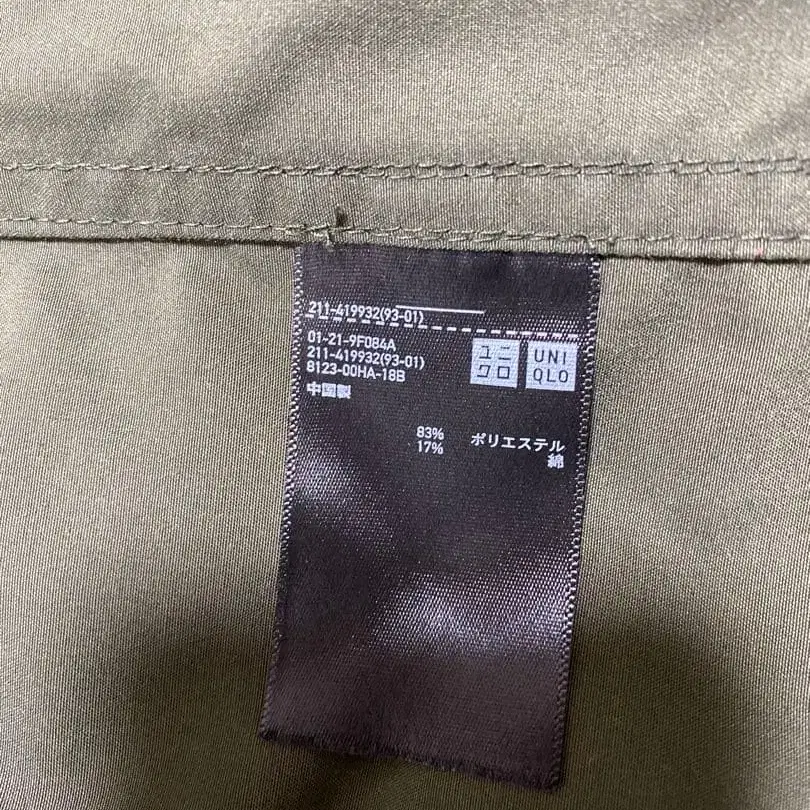 211-419932(93-01)
01-21-9F084A
211-419932(93-01)
8123-00HA-18B
中国製
ユニ
クロ
UNI
QLO
83% ポリエステル
17% 綿